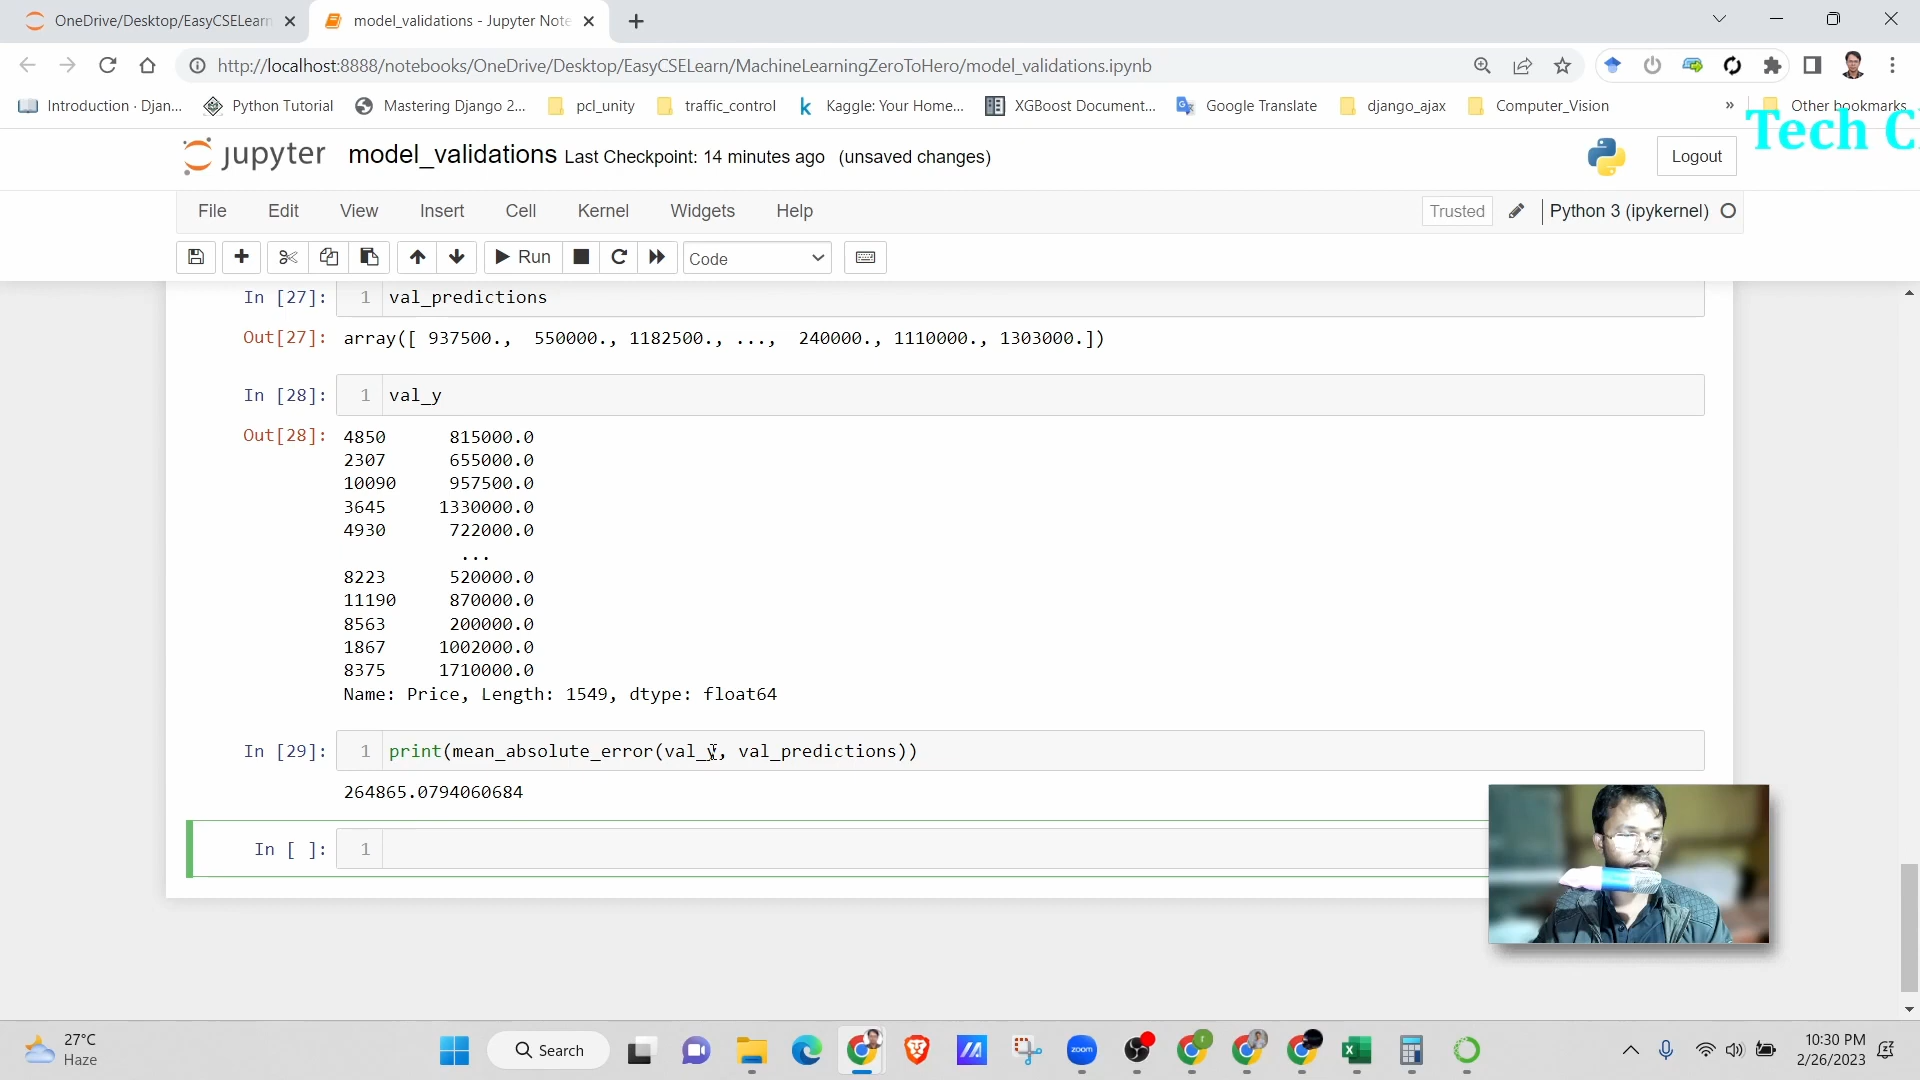 OneDrive/Desktop/EasyCSELearn
model_validations - Jupyter Note
http://localhost:8888/notebooks/OneDrive/Desktop/EasyCSELearn/MachineLearningZeroToHero/model_validations.ipynb
Introduction · Djan... Python Tutorial Mastering Django 2... pcl_unity traffic_control Kaggle: Your Home... XGBoost Document... Google Translate django_ajax Computer_Vision » Other bookmarks
Tech C
jupyter model_validations Last Checkpoint: 14 minutes ago (unsaved changes) Logout
File Edit View Insert Cell Kernel Widgets Help Trusted Python 3 (ipykernel)
Run Code
In [27]: 1 val_predictions
Out[27]: array([ 937500., 550000., 1182500., ..., 240000., 1110000., 1303000.])
In [28]: 1 val_y
Out[28]: 4850 815000.0
2307 655000.0
10090 957500.0
3645 1330000.0
4930 722000.0
...
8223 520000.0
11190 870000.0
8563 200000.0
1867 1002000.0
8375 1710000.0
Name: Price, Length: 1549, dtype: float64
In [29]: 1 print(mean_absolute_error(val_y, val_predictions))
264865.0794060684
In [ ]: 1
27°C
Haze
Search
zoom
10:30 PM
2/26/2023